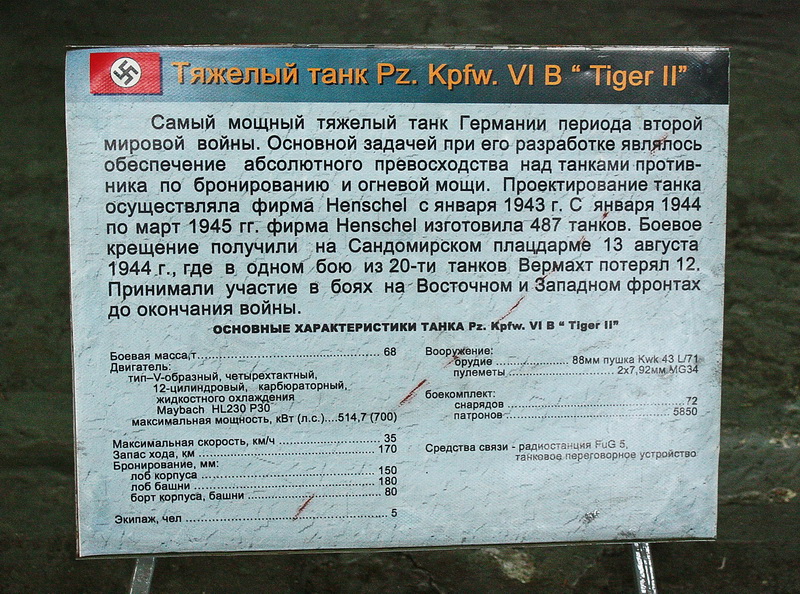 Тяжелый танк Pz. Kpfw. VI B “ Tiger II”
Самый мощный тяжелый танк Германии периода второй
мировой войны. Основной задачей при его разработке являлось
обеспечение абсолютного превосходства над танками против-
ника по бронированию и огневой мощи. Проектирование танка
осуществляла фирма Henschel с января 1943 г. С января 1944
по март 1945 гг. фирма Henschel изготовила 487 танков. Боевое
крещение получили на Сандомирском плацдарме 13 августа
1944 г., где в одном бою из 20-ти танков Вермахт потерял 12.
Принимали участие в боях на Восточном и Западном фронтах
до окончания войны.
ОСНОВНЫЕ ХАРАКТЕРИСТИКИ ТАНКА Pz. Kpfw. VI B “ Tiger II”
Боевая масса,т 68
Двигатель:
тип–V-образный, четырехтактный,
12-цилиндровый, карбюраторный,
жидкостного охлаждения
Maybach HL230 P30
максимальная мощность, кВт (л.с.)....514,7 (700)
Максимальная скорость, км/ч 35
Запас хода, км 170
Бронирование, мм:
лоб корпуса 150
лоб башни 180
борт корпуса, башни 80
Экипаж, чел 5
Вооружение:
орудие 88мм пушка Kwk 43 L/71
пулеметы 2x7,92мм MG34
боекомплект:
снарядов 72
патронов 5850
Средства связи - радиостанция FuG 5,
танковое переговорное устройство